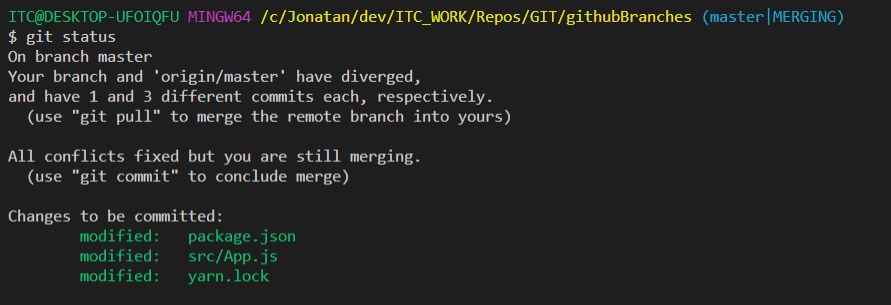 ITC@DESKTOP-UFOIQFU MINGW64 /c/Jonatan/dev/ITC_WORK/Repos/GIT/githubBranches (master|MERGING)
$ git status
On branch master
Your branch and 'origin/master' have diverged,
and have 1 and 3 different commits each, respectively.
  (use "git pull" to merge the remote branch into yours)

All conflicts fixed but you are still merging.
  (use "git commit" to conclude merge)

Changes to be committed:
        modified:   package.json
        modified:   src/App.js
        modified:   yarn.lock